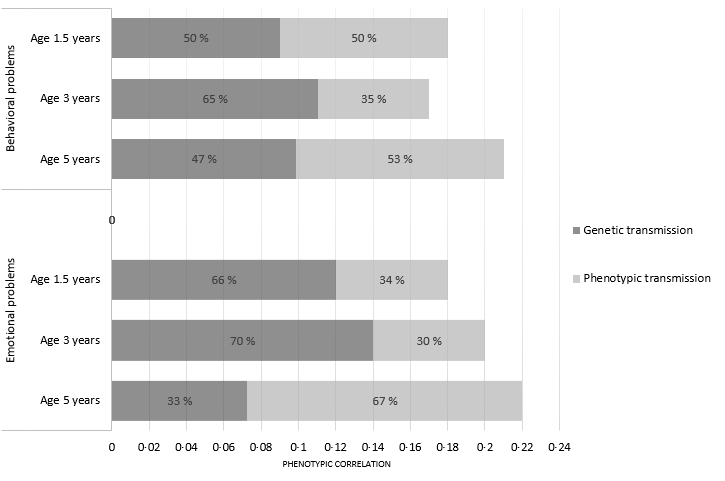 Behavioral problems
Age 1.5 years
50 %
50 %
Age 3 years
65 %
35 %
Age 5 years
47 %
53 %
0
Genetic transmission
Phenotypic transmission
Emotional problems
Age 1.5 years
66 %
34 %
Age 3 years
70 %
30 %
Age 5 years
33 %
67 %
0 0·02 0·04 0·06 0·08 0·1 0·12 0·14 0·16 0·18 0·2 0·22 0·24
PHENOTYPIC CORRELATION